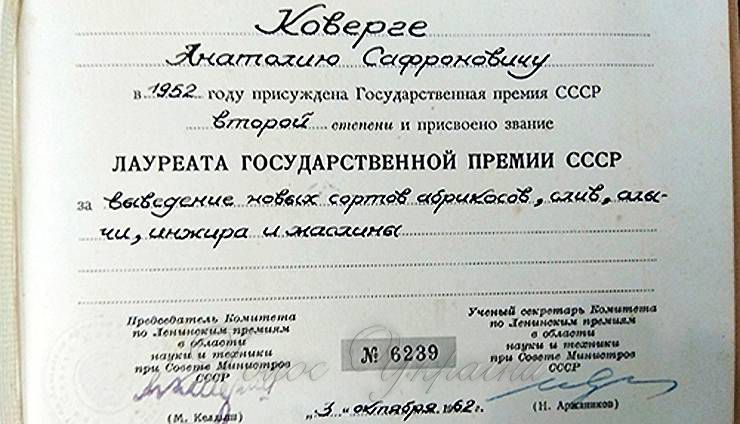 Коверге
Анатолию Сафроновичу
в 1952 году присуждена Государственная премия СССР
второй степени и присвоено звание
ЛАУРЕАТА ГОСУДАРСТВЕННОЙ ПРЕМИИ СССР
за выведение новых сортов абрикосов, слив, алы-
чи, инжира и маслины
Председатель Комитета
по Ленинским премиям
в области
науки и техники
при Совете Министров
СССР
(М. Келдыш)
№ 6239
"3" октября 1962 г.
Ученый секретарь Комитета
по Ленинским премиям
в области
науки и техники
при Совете Министров
СССР
(Н. Аржаников)
Голос України